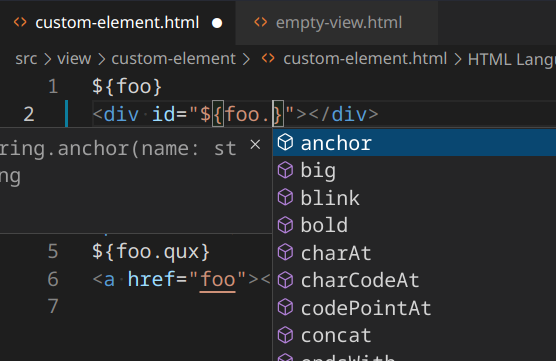 <> custom-element.html ● <> empty-view.html
src > view > custom-element > <> custom-element.html > HTML Langu
1 ${foo}
2 <div id="${foo.}"></div>
ring.anchor(name: st ×
ng
anchor
big
blink
bold
charAt
charCodeAt
codePointAt
concat
endsWith
5 ${foo.qux}
6 <a href="foo"><
7